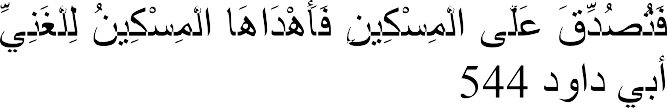 فَتُصُدِّقَ عَلَى الْمِسْكِينِ فَأَهْدَاهَا الْمِسْكِينُ لِلْغَنِيِّ
أبي داود 544